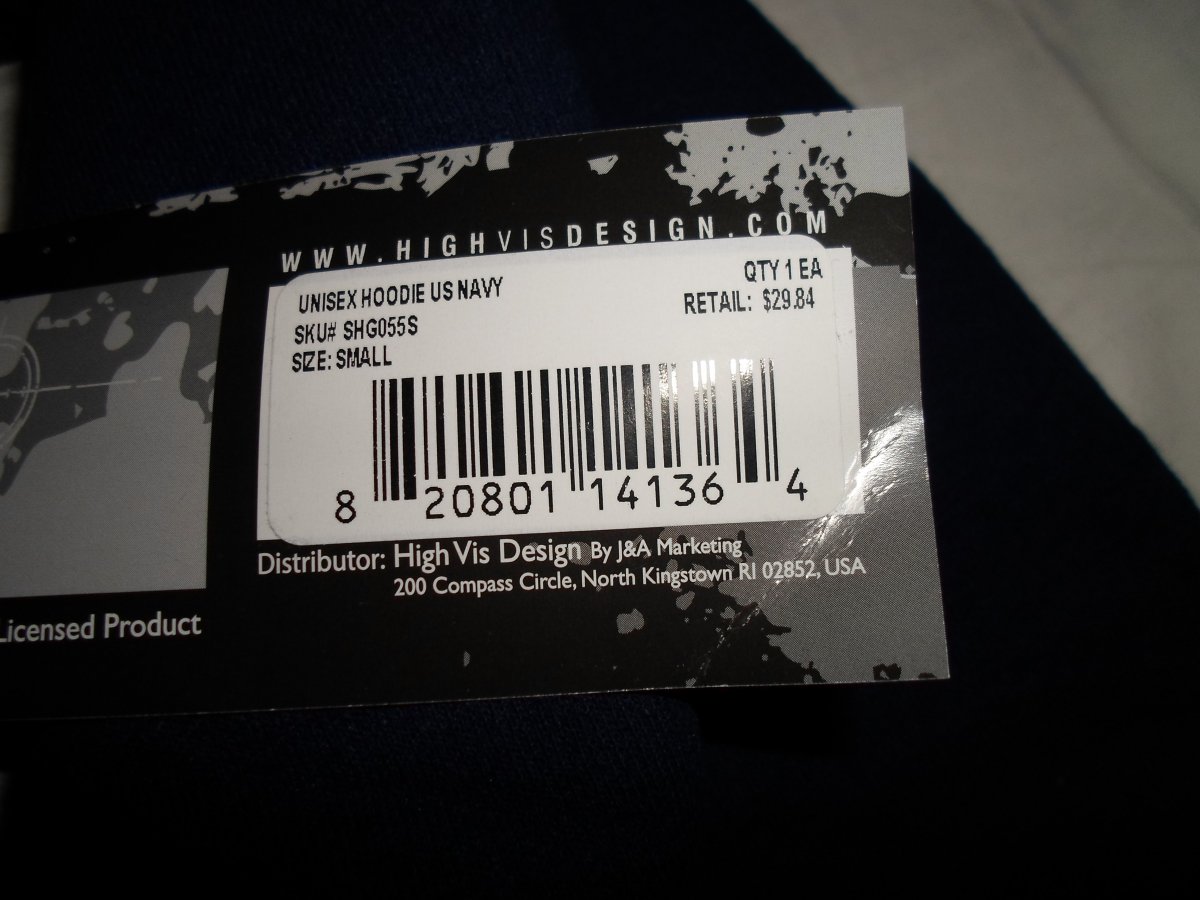 WWW.HIGHVISDESIGN.COM
UNISEX HOODIE US NAVY
QTY 1 EA
SKU# SHG055S
RETAIL: $29.84
SIZE: SMALL
8 20801 14136 4
Distributor: High Vis Design By J&A Marketing
200 Compass Circle, North Kingstown RI 02852, USA
Licensed Product